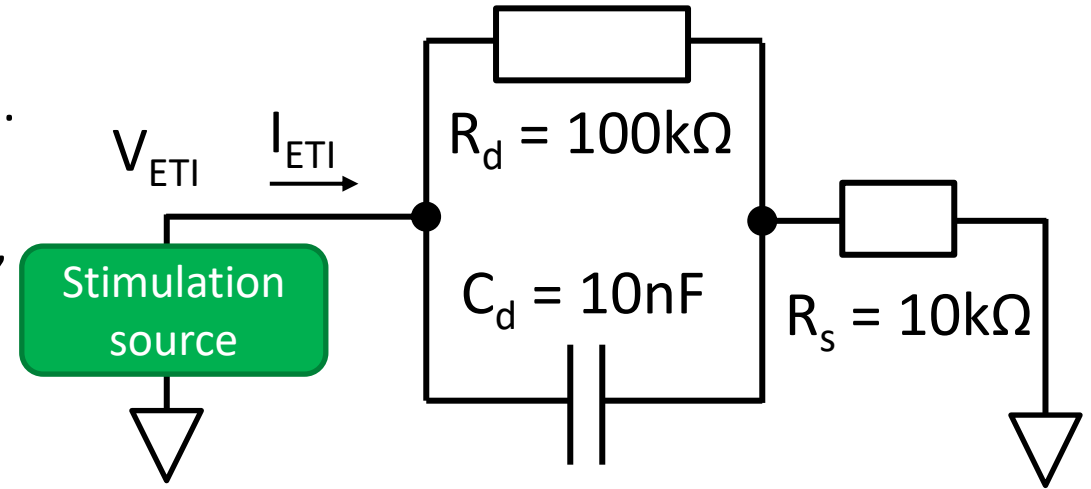 .
V_ETI
I_ETI
R_d = 100kΩ
,
Stimulation
source
C_d = 10nF
R_s = 10kΩ